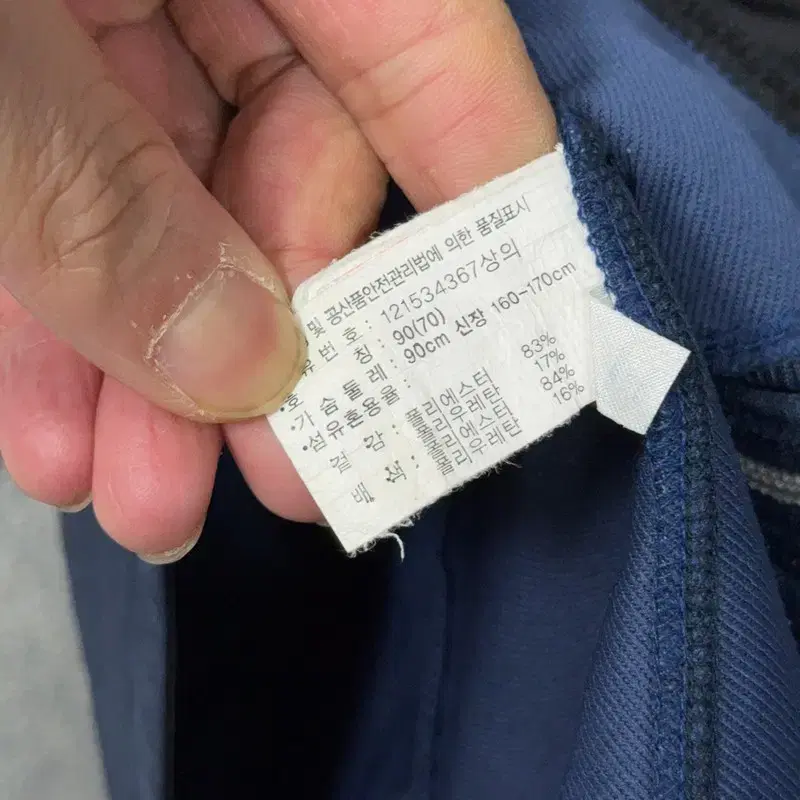 및 공산품안전관리법에 의한 품질표시
유번호 : 121534367상의
•호 칭 : 90(70)
•가슴둘레 : 90cm 신장 160-170cm
•섬유혼용율
겉감 : 폴리에스터 83%
폴리우레탄 17%
배색 : 폴리에스터 84%
폴리우레탄 16%